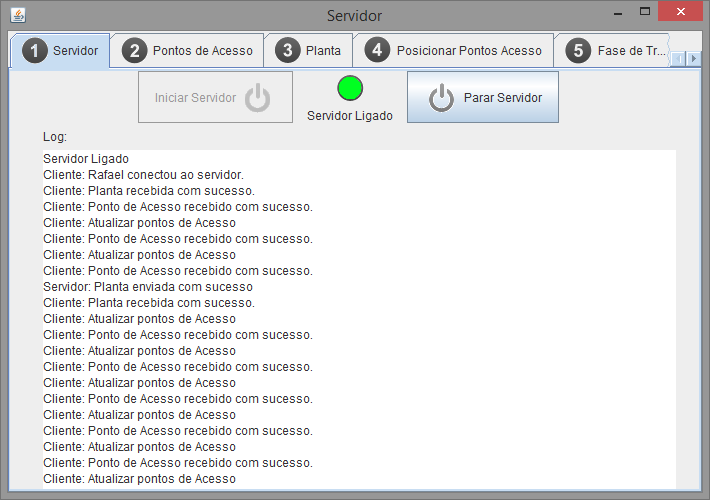 Servidor
1 Servidor 2 Pontos de Acesso 3 Planta 4 Posicionar Pontos Acesso 5 Fase de Tr...
Iniciar Servidor Servidor Ligado Parar Servidor
Log:
Servidor Ligado
Cliente: Rafael conectou ao servidor.
Cliente: Planta recebida com sucesso.
Cliente: Ponto de Acesso recebido com sucesso.
Cliente: Atualizar pontos de Acesso
Cliente: Ponto de Acesso recebido com sucesso.
Cliente: Atualizar pontos de Acesso
Cliente: Ponto de Acesso recebido com sucesso.
Servidor: Planta enviada com sucesso
Cliente: Planta recebida com sucesso.
Cliente: Atualizar pontos de Acesso
Cliente: Ponto de Acesso recebido com sucesso.
Cliente: Atualizar pontos de Acesso
Cliente: Ponto de Acesso recebido com sucesso.
Cliente: Atualizar pontos de Acesso
Cliente: Ponto de Acesso recebido com sucesso.
Cliente: Atualizar pontos de Acesso
Cliente: Ponto de Acesso recebido com sucesso.
Cliente: Atualizar pontos de Acesso
Cliente: Ponto de Acesso recebido com sucesso.
Cliente: Atualizar pontos de Acesso